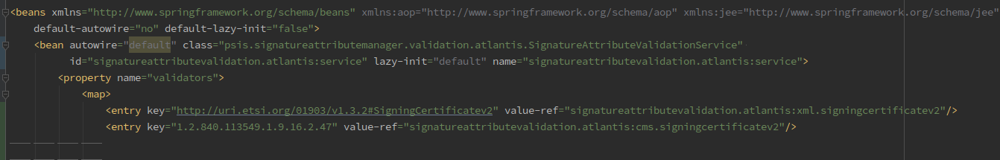 <beans xmlns="http://www.springframework.org/schema/beans" xmlns:aop="http://www.springframework.org/schema/aop" xmlns:jee="http://www.springframework.org/schema/jee"
default-autowire="no" default-lazy-init="false">
<bean autowire="default" class="psis.signatureattributemanager.validation.atlantis.SignatureAttributeValidationService"
id="signatureattributevalidation.atlantis:service" lazy-init="default" name="signatureattributevalidation.atlantis:service">
<property name="validators">
<map>
<entry key="http://uri.etsi.org/01903/v1.3.2#SigningCertificatev2" value-ref="signatureattributevalidation.atlantis:xml.signingcertificatev2"/>
<entry key="1.2.840.113549.1.9.16.2.47" value-ref="signatureattributevalidation.atlantis:cms.signingcertificatev2"/>